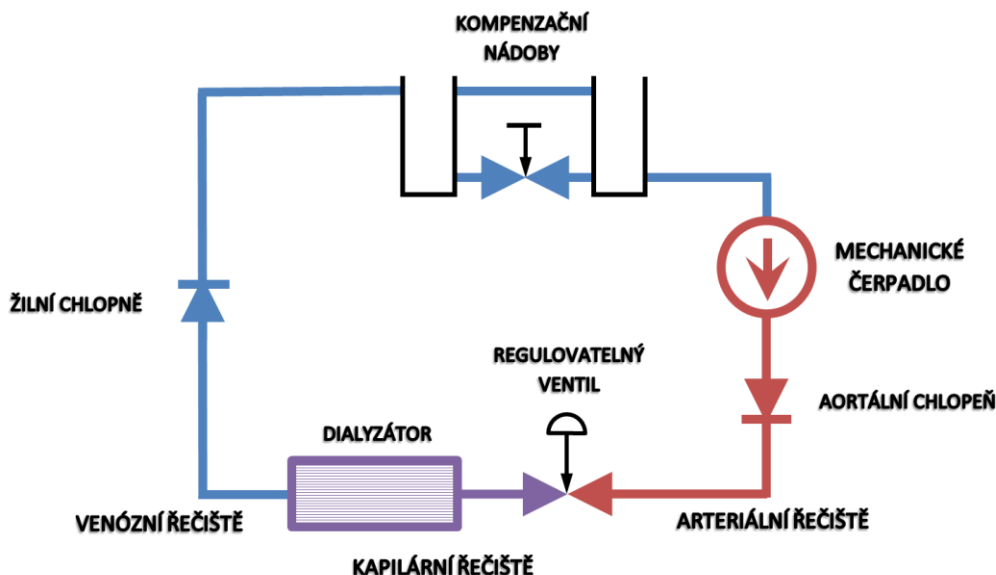 KOMPENZAČNÍ
NÁDOBY
MECHANICKÉ
ČERPADLO
ŽILNÍ CHLOPNĚ
REGULOVATELNÝ
VENTIL
AORTÁLNÍ CHLOPEŇ
DIALYZÁTOR
VENÓZNÍ ŘEČIŠTĚ
ARTERIÁLNÍ ŘEČIŠTĚ
KAPILÁRNÍ ŘEČIŠTĚ